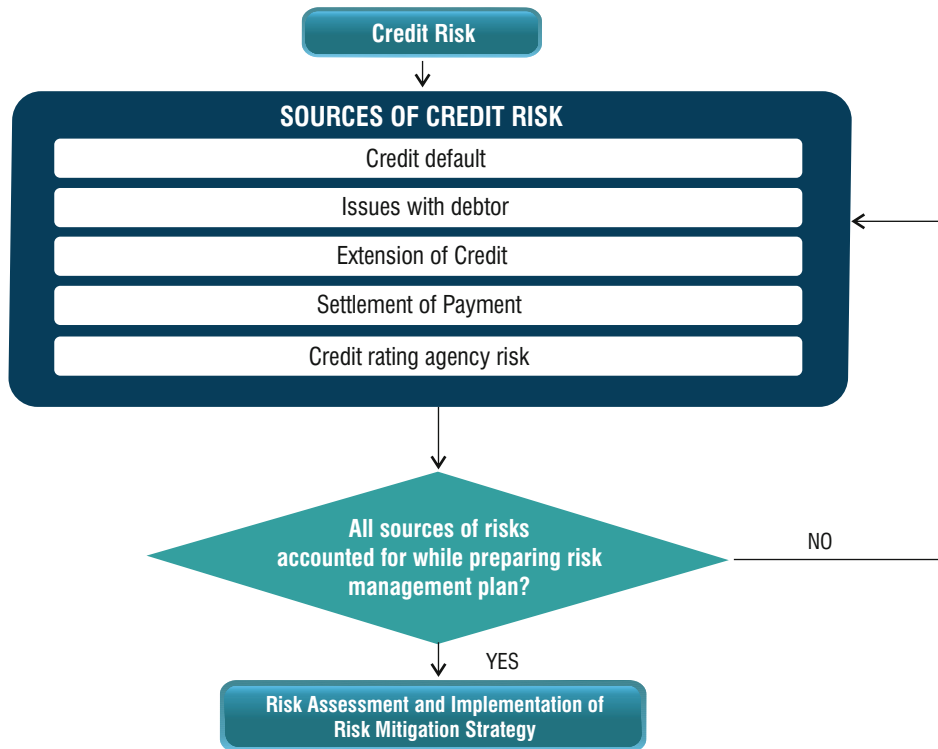 Credit Risk
SOURCES OF CREDIT RISK
Credit default
Issues with debtor
Extension of Credit
Settlement of Payment
Credit rating agency risk
All sources of risks
accounted for while preparing risk
management plan?
NO
YES
Risk Assessment and Implementation of
Risk Mitigation Strategy